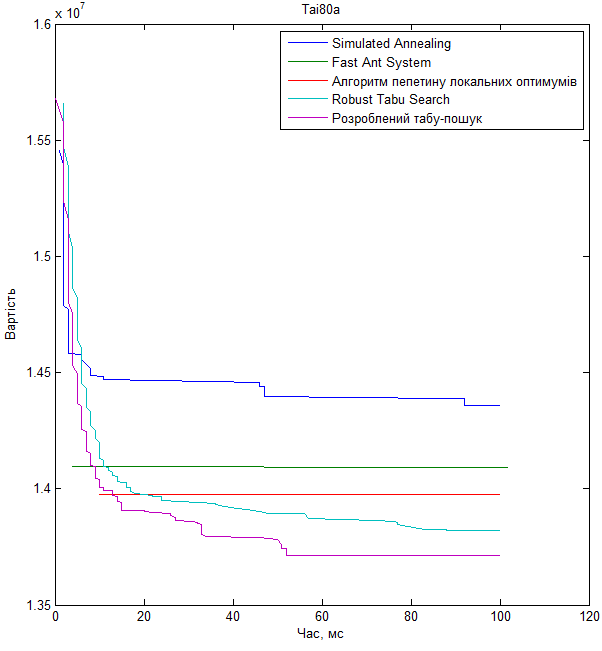 Tai80a
x 10^7
1.6
1.55
1.5
1.45
1.4
1.35
0 20 40 60 80 100 120
Вартість
Час, мс
Simulated Annealing
Fast Ant System
Алгоритм пепетину локальних оптимумів
Robust Tabu Search
Розроблений табу-пошук